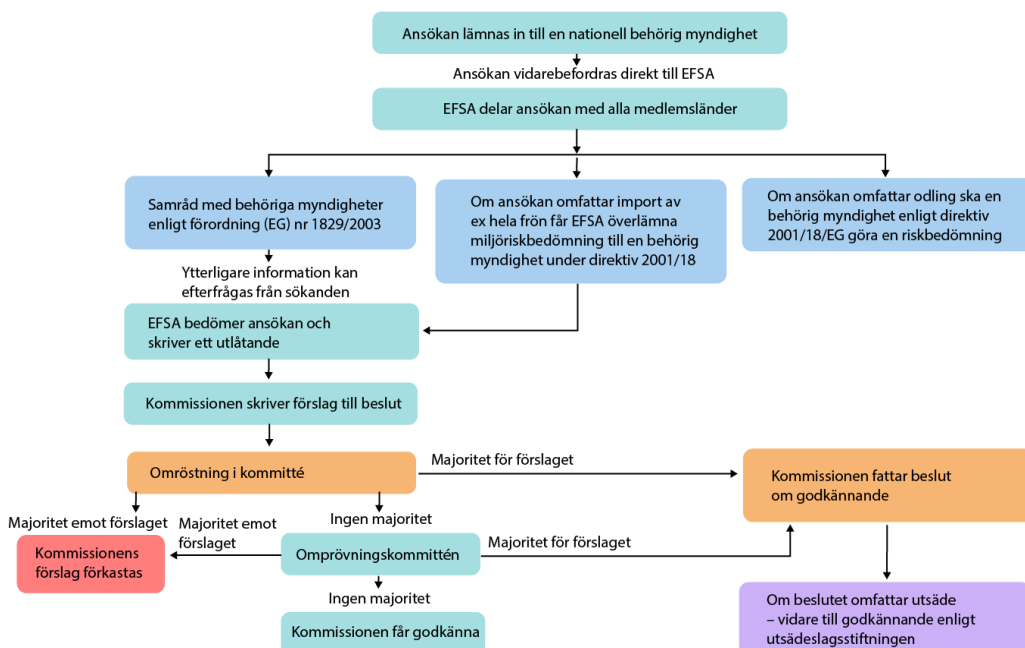 Ansökan lämnas in till en nationell behörig myndighet
Ansökan vidarebefordras direkt till EFSA
EFSA delar ansökan med alla medlemsländer
Samråd med behöriga myndigheter
enligt förordning (EG) nr 1829/2003
Om ansökan omfattar import av
ex hela frön får EFSA överlämna
miljöriskbedömning till en behörig
myndighet under direktiv 2001/18
Om ansökan omfattar odling ska en
behörig myndighet enligt direktiv
2001/18/EG göra en riskbedömning
Ytterligare information kan
efterfrågas från sökanden
EFSA bedömer ansökan och
skriver ett utlåtande
Kommissionen skriver förslag till beslut
Omröstning i kommitté
Majoritet för förslaget
Kommissionen fattar beslut
om godkännande
Majoritet emot förslaget
Ingen majoritet
Kommissionens
förslag förkastas
Majoritet emot
förslaget
Omprövningskommittén
Majoritet för förslaget
Ingen majoritet
Kommissionen får godkänna
Om beslutet omfattar utsäde
– vidare till godkännande enligt
utsädeslagsstiftningen